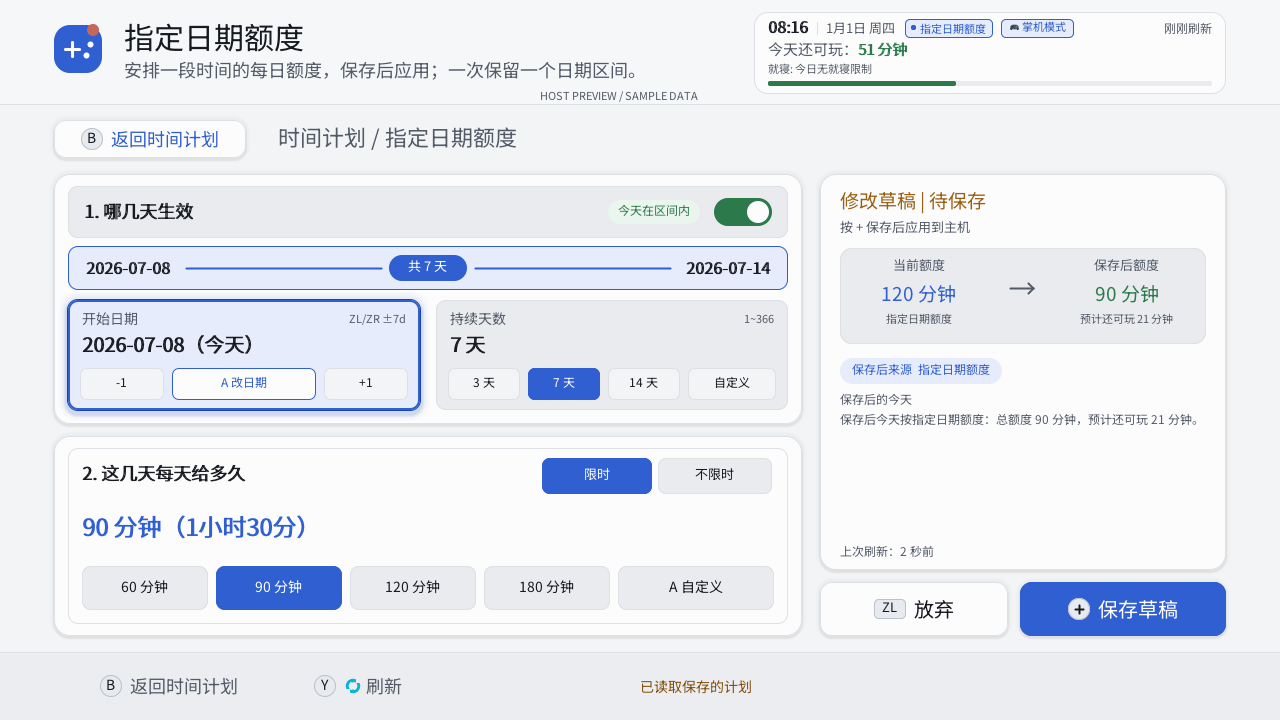 指定日期额度
安排一段时间的每日额度，保存后应用；一次保留一个日期区间。
HOST PREVIEW / SAMPLE DATA
08:16 1月1日 周四 指定日期额度 掌机模式 刚刚刷新
今天还可玩：51 分钟
就寝: 今日无就寝限制
B 返回时间计划 时间计划 / 指定日期额度
1. 哪几天生效 今天在区间内
2026-07-08 共 7 天 2026-07-14
开始日期 ZL/ZR ±7d
2026-07-08（今天）
-1 A 改日期 +1
持续天数 1~366
7 天
3 天 7 天 14 天 自定义
2. 这几天每天给多久 限时 不限时
90 分钟（1小时30分）
60 分钟 90 分钟 120 分钟 180 分钟 A 自定义
修改草稿 | 待保存
按 + 保存后应用到主机
当前额度 保存后额度
120 分钟 → 90 分钟
指定日期额度 预计还可玩 21 分钟
保存后来源 指定日期额度
保存后的今天
保存后今天按指定日期额度：总额度 90 分钟，预计还可玩 21 分钟。
上次刷新：2 秒前
ZL 放弃 + 保存草稿
B 返回时间计划 Y 刷新 已读取保存的计划